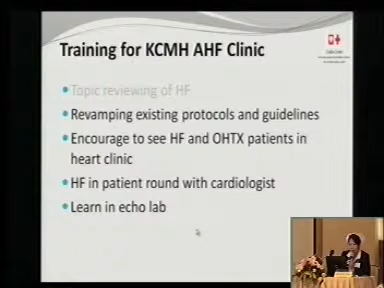 Training for KCMH AHF Clinic
Topic reviewing of HF
Revamping existing protocols and guidelines
Encourage to see HF and OHTX patients in
heart clinic
HF in patient round with cardiologist
Learn in echo lab